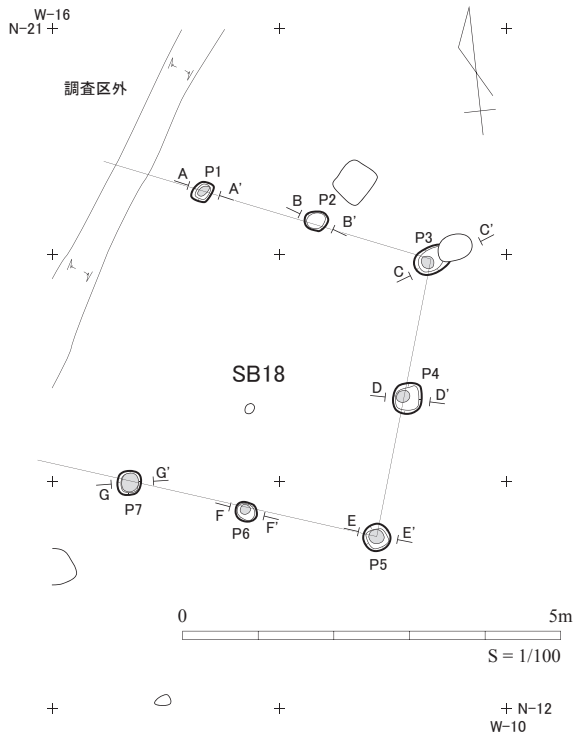 W-16
N-21
調査区外
P1
A
A'
B
P2
B'
P3
C'
C
SB18
P4
D
D'
G
G'
P7
F
P6
F'
E
E'
P5
0
5m
S = 1/100
N-12
W-10